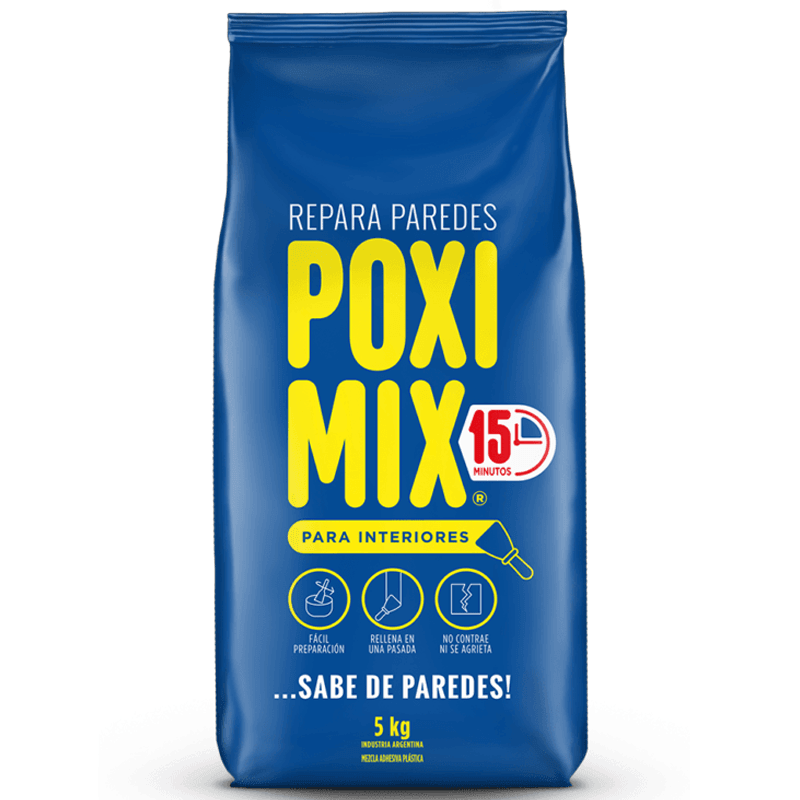 REPARA PAREDES
POXI
MIX®
15
MINUTOS
PARA INTERIORES
FÁCIL
PREPARACIÓN
RELLENA EN
UNA PASADA
NO CONTRAE
NI SE AGRIETA
...SABE DE PAREDES!
5 kg
INDUSTRIA ARGENTINA
MEZCLA ADHESIVA PLÁSTICA